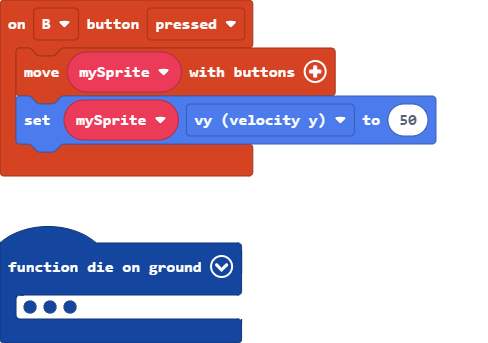 on B button pressed
move mySprite with buttons
set mySprite vy (velocity y) to 50
function die on ground